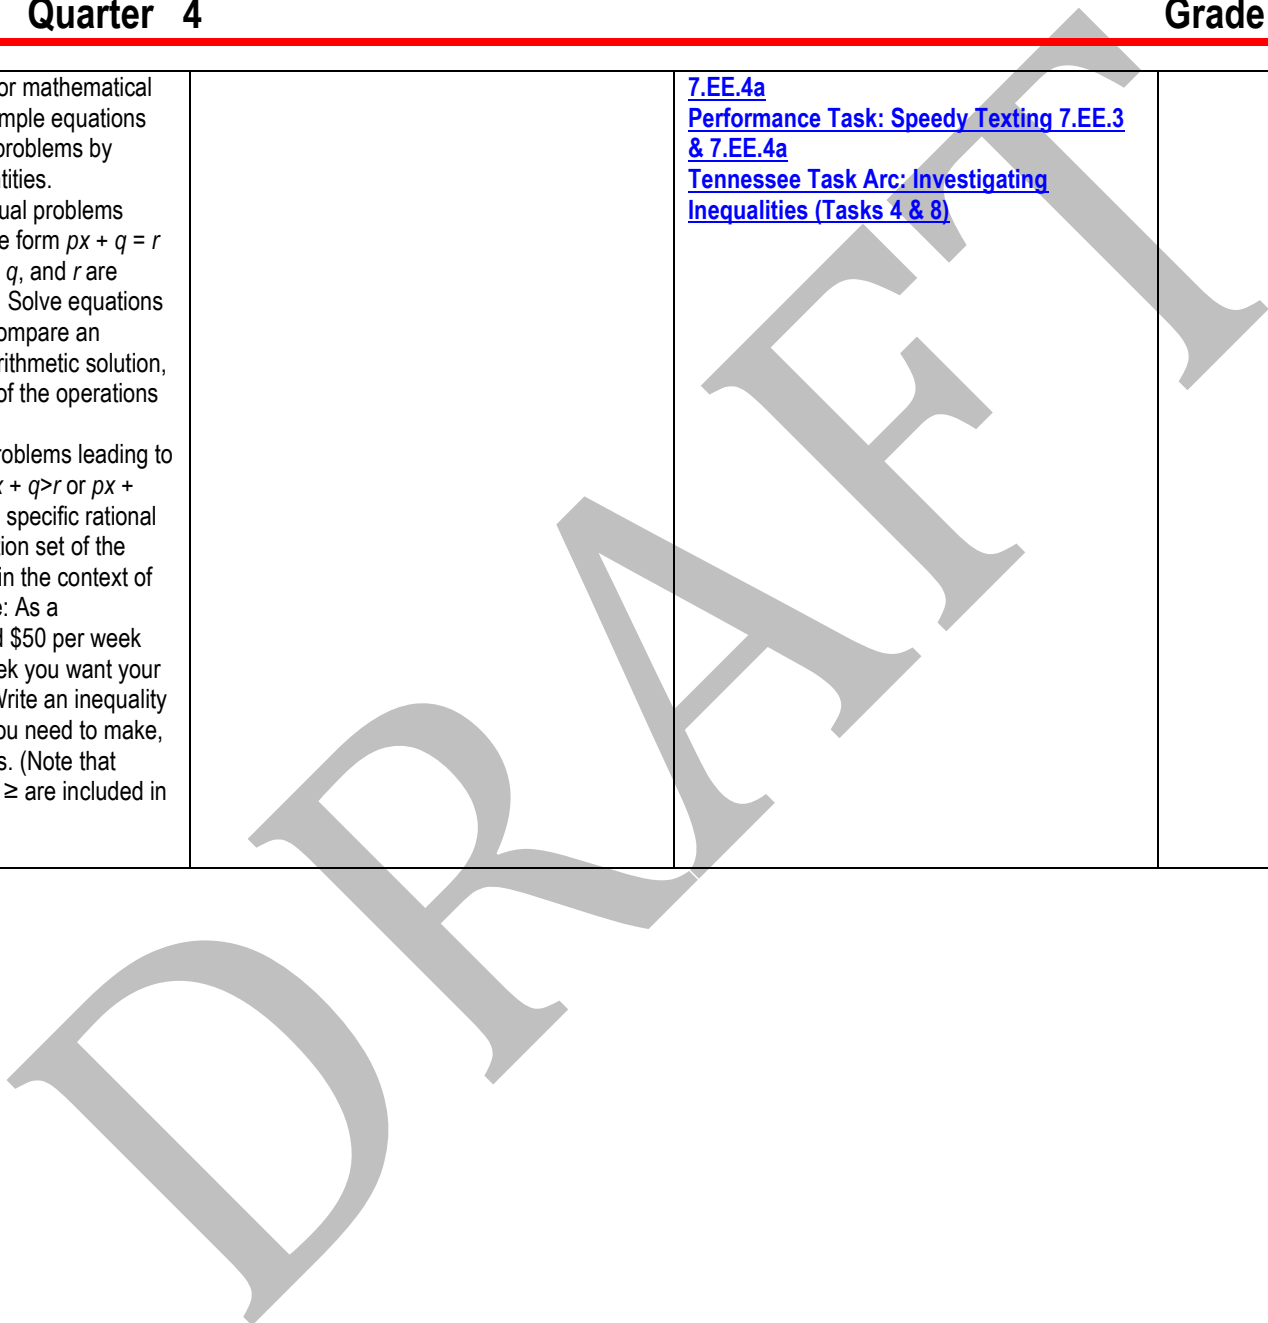 Quarter 4
Grade
or mathematical
mple equations
problems by
tities.
ual problems
e form px + q = r
q, and r are
Solve equations
ompare an
rithmetic solution,
of the operations
roblems leading to
x + q>r or px +
specific rational
tion set of the
in the context of
e: As a
d $50 per week
ek you want your
Write an inequality
ou need to make,
s. (Note that
≥ are included in
7.EE.4a
Performance Task: Speedy Texting 7.EE.3
& 7.EE.4a
Tennessee Task Arc: Investigating
Inequalities (Tasks 4 & 8)
DRAFT